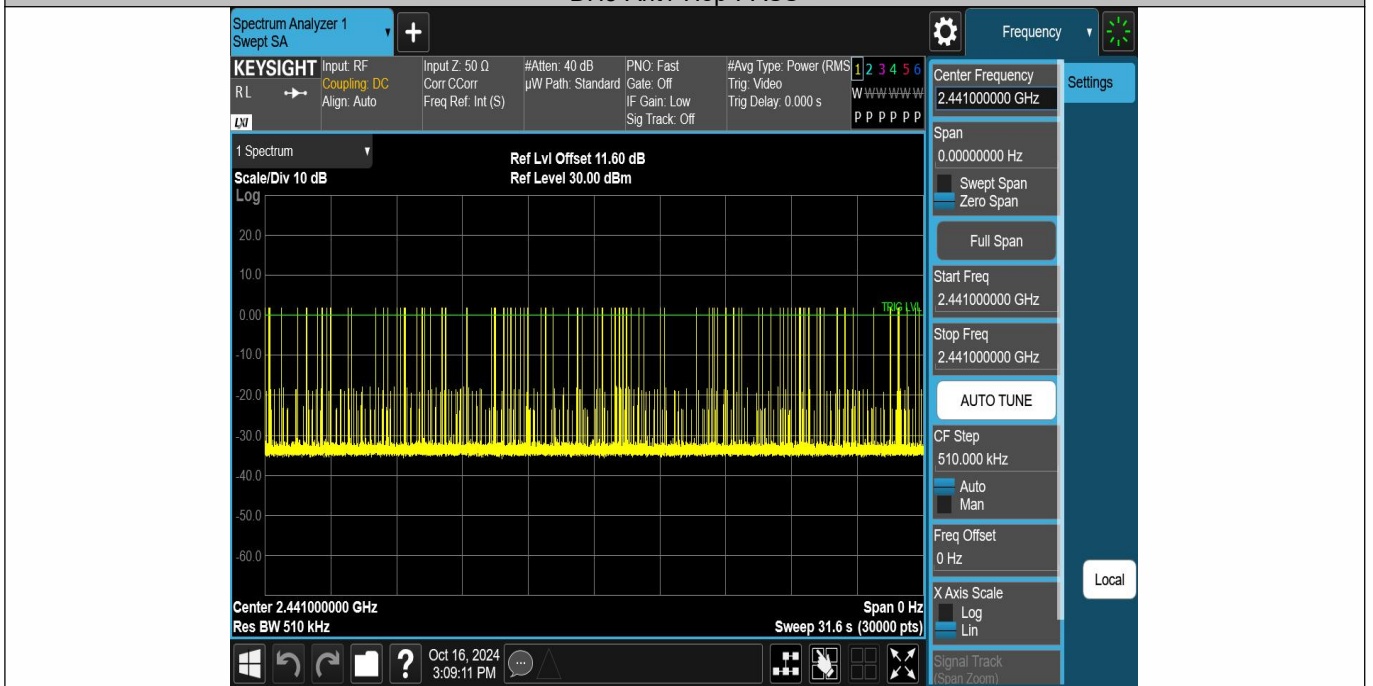 Spectrum Analyzer 1
Swept SA
+
Frequency
KEYSIGHT
RL
LXI
Input: RF
Coupling: DC
Align: Auto
Input Z: 50 Ω
Corr CCorr
Freq Ref: Int (S)
#Atten: 40 dB
µW Path: Standard
PNO: Fast
Gate: Off
IF Gain: Low
Sig Track: Off
#Avg Type: Power (RMS
Trig: Video
Trig Delay: 0.000 s
1 2 3 4 5 6
W W W W W W
P P P P P P
1 Spectrum
Scale/Div 10 dB
Ref Lvl Offset 11.60 dB
Ref Level 30.00 dBm
Log
20.0
10.0
0.00
TRIG LVL
-10.0
-20.0
-30.0
-40.0
-50.0
-60.0
Center 2.441000000 GHz
Res BW 510 kHz
Span 0 Hz
Sweep 31.6 s (30000 pts)
Oct 16, 2024
3:09:11 PM
?
Center Frequency
2.441000000 GHz
Settings
Span
0.00000000 Hz
Swept Span
Zero Span
Full Span
Start Freq
2.441000000 GHz
Stop Freq
2.441000000 GHz
AUTO TUNE
CF Step
510.000 kHz
Auto
Man
Freq Offset
0 Hz
Local
X Axis Scale
Log
Lin
Signal Track
(Span Zoom)